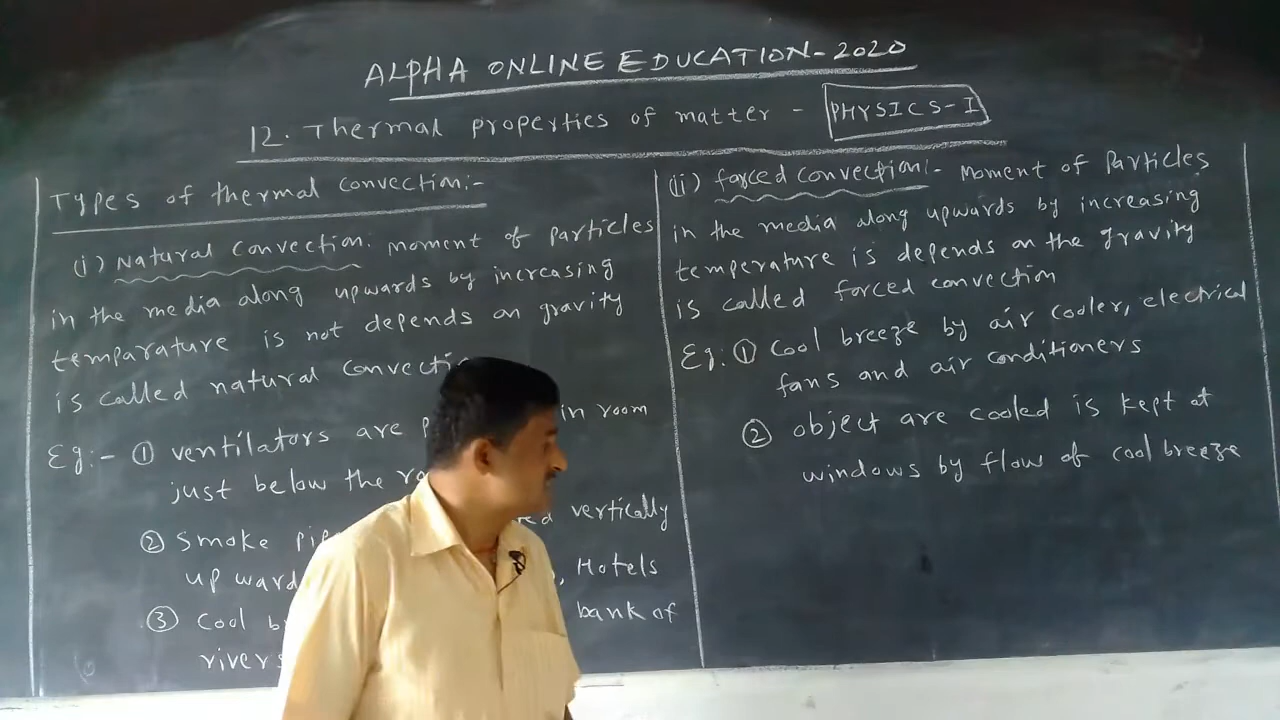 ALPHA ONLINE EDUCATION-2020
12. Thermal properties of matter - PHYSICS-I
Types of thermal convection:-
(i) Natural convection: moment of particles
in the media along upwards by increasing
temparature is not depends on gravity
is called natural
Eg:- ① ventilators are in room
just below the
② Smoke vertically
Hotels
③ Cool bank of
rivers
(ii) forced convection:- Moment of Particles
in the media along upwards by increasing
temperature is depends on the gravity
is called forced convection
Eg: ① Cool breeze by air cooler, electrical
fans and air conditioners
② object are cooled is kept at
windows by flow of cool breeze